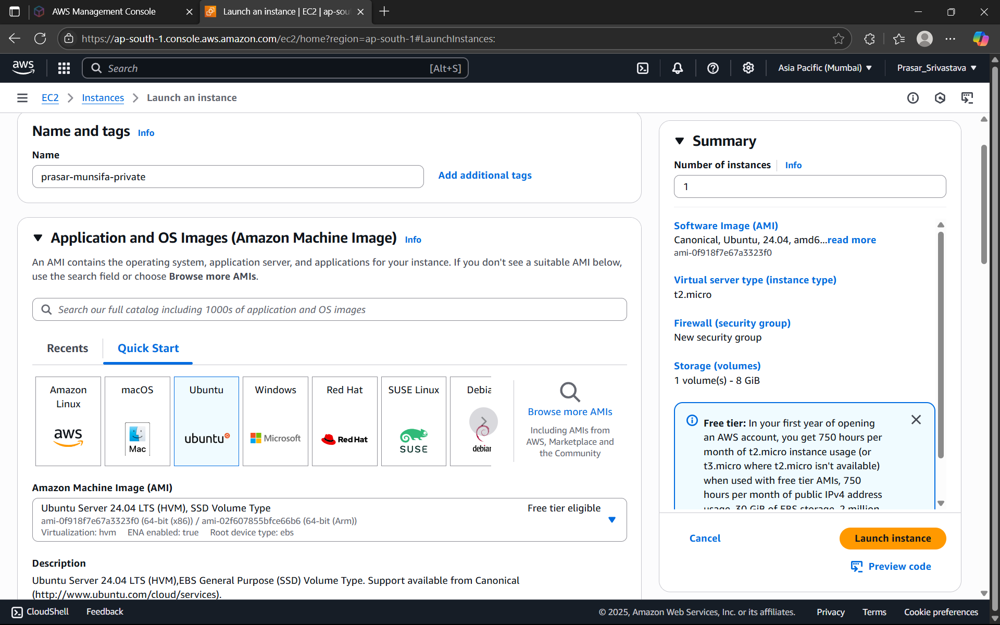 AWS Management Console
Launch an instance | EC2 | ap-sou
https://ap-south-1.console.aws.amazon.com/ec2/home?region=ap-south-1#LaunchInstances:
aws
Search
[Alt+S]
Asia Pacific (Mumbai)
Prasar_Srivastava
EC2
Instances
Launch an instance
Name and tags Info
Name
prasar-munsifa-private
Add additional tags
Application and OS Images (Amazon Machine Image) Info
An AMI contains the operating system, application server, and applications for your instance. If you don't see a suitable AMI below,
use the search field or choose Browse more AMIs.
Search our full catalog including 1000s of application and OS images
Recents
Quick Start
Amazon
Linux
aws
macOS
Mac
Ubuntu
ubuntu
Windows
Microsoft
Red Hat
Red Hat
SUSE Linux
SUSE
Debia
debian
Browse more AMIs
Including AMIs from
AWS, Marketplace and
the Community
Amazon Machine Image (AMI)
Ubuntu Server 24.04 LTS (HVM), SSD Volume Type
Free tier eligible
ami-0f918f7e67a3323f0 (64-bit (x86)) / ami-02f607855bfce66b6 (64-bit (Arm))
Virtualization: hvm ENA enabled: true Root device type: ebs
Description
Ubuntu Server 24.04 LTS (HVM),EBS General Purpose (SSD) Volume Type. Support available from Canonical
(http://www.ubuntu.com/cloud/services).
Summary
Number of instances Info
1
Software Image (AMI)
Canonical, Ubuntu, 24.04, amd6...read more
ami-0f918f7e67a3323f0
Virtual server type (instance type)
t2.micro
Firewall (security group)
New security group
Storage (volumes)
1 volume(s) - 8 GiB
Free tier: In your first year of opening
an AWS account, you get 750 hours per
month of t2.micro instance usage (or
t3.micro where t2.micro isn't available)
when used with free tier AMIs, 750
hours per month of public IPv4 address
usage, 30 GiB of EBS storage, 2 million
Cancel
Launch instance
Preview code
CloudShell
Feedback
© 2025, Amazon Web Services, Inc. or its affiliates.
Privacy
Terms
Cookie preferences